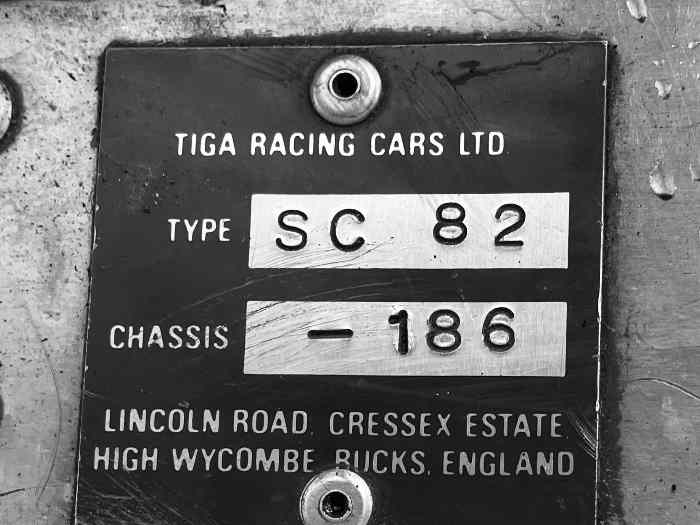 TIGA RACING CARS LTD.
TYPE SC 82
CHASSIS - 186
LINCOLN ROAD. CRESSEX ESTATE.
HIGH WYCOMBE BUCKS. ENGLAND